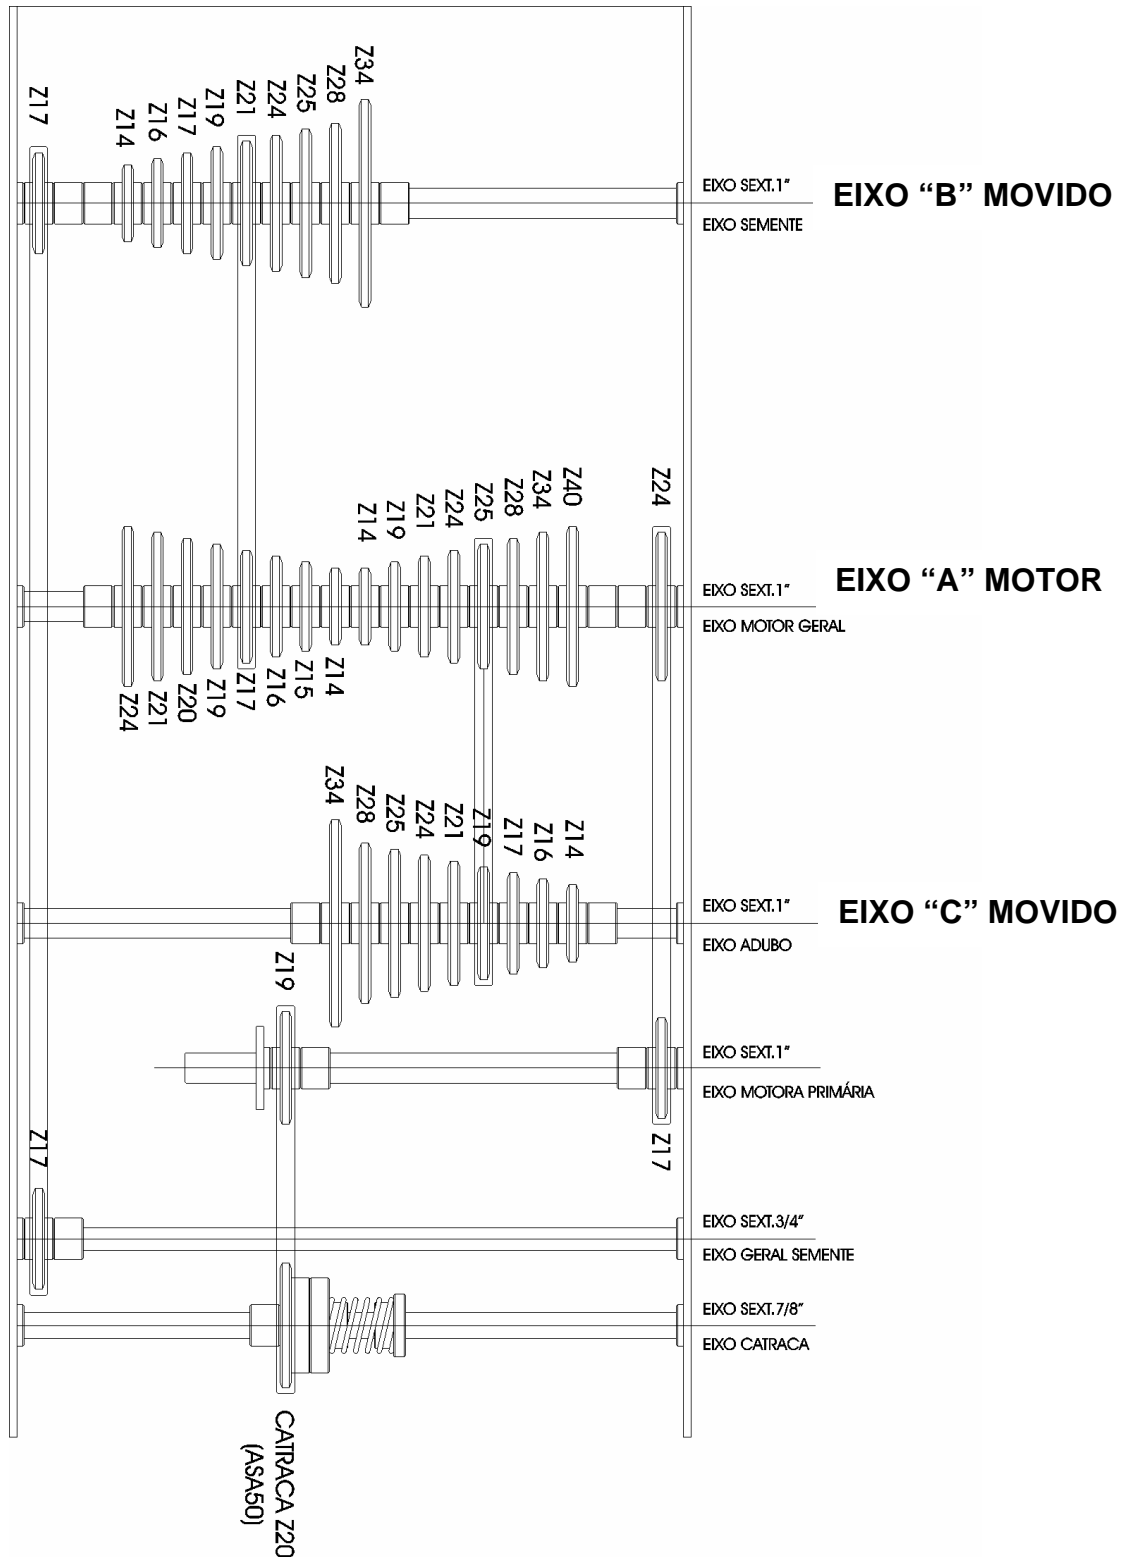 Z17
Z14
Z16
Z17
Z19
Z21
Z24
Z25
Z28
Z34
EIXO SEXT.1"
EIXO SEMENTE
EIXO “B” MOVIDO
Z14
Z19
Z21
Z24
Z25
Z28
Z34
Z40
Z24
EIXO SEXT.1"
EIXO MOTOR GERAL
EIXO “A” MOTOR
Z24
Z21
Z20
Z19
Z17
Z16
Z15
Z14
Z34
Z28
Z25
Z24
Z21
Z19
Z17
Z16
Z14
EIXO SEXT.1"
EIXO ADUBO
EIXO “C” MOVIDO
Z19
EIXO SEXT.1"
EIXO MOTORA PRIMÁRIA
Z17
Z17
EIXO SEXT.3/4"
EIXO GERAL SEMENTE
EIXO SEXT.7/8"
EIXO CATRACA
CATRACA Z20
(ASA50)